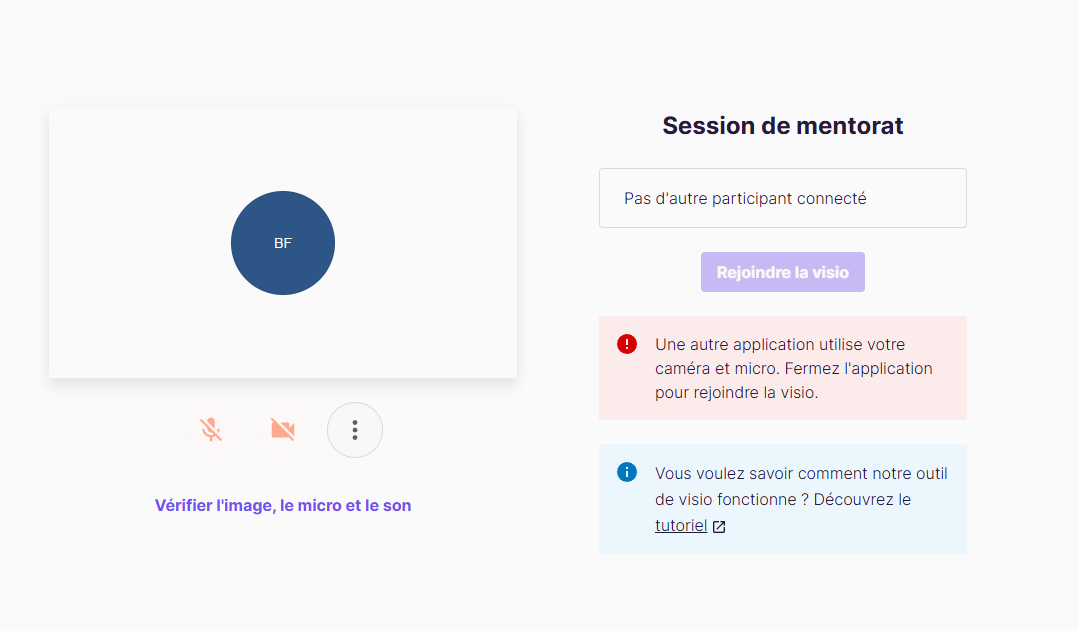 BF
Vérifier l'image, le micro et le son
Session de mentorat
Pas d'autre participant connecté
Rejoindre la visio
Une autre application utilise votre
caméra et micro. Fermez l'application
pour rejoindre la visio.
Vous voulez savoir comment notre outil
de visio fonctionne ? Découvrez le
tutoriel